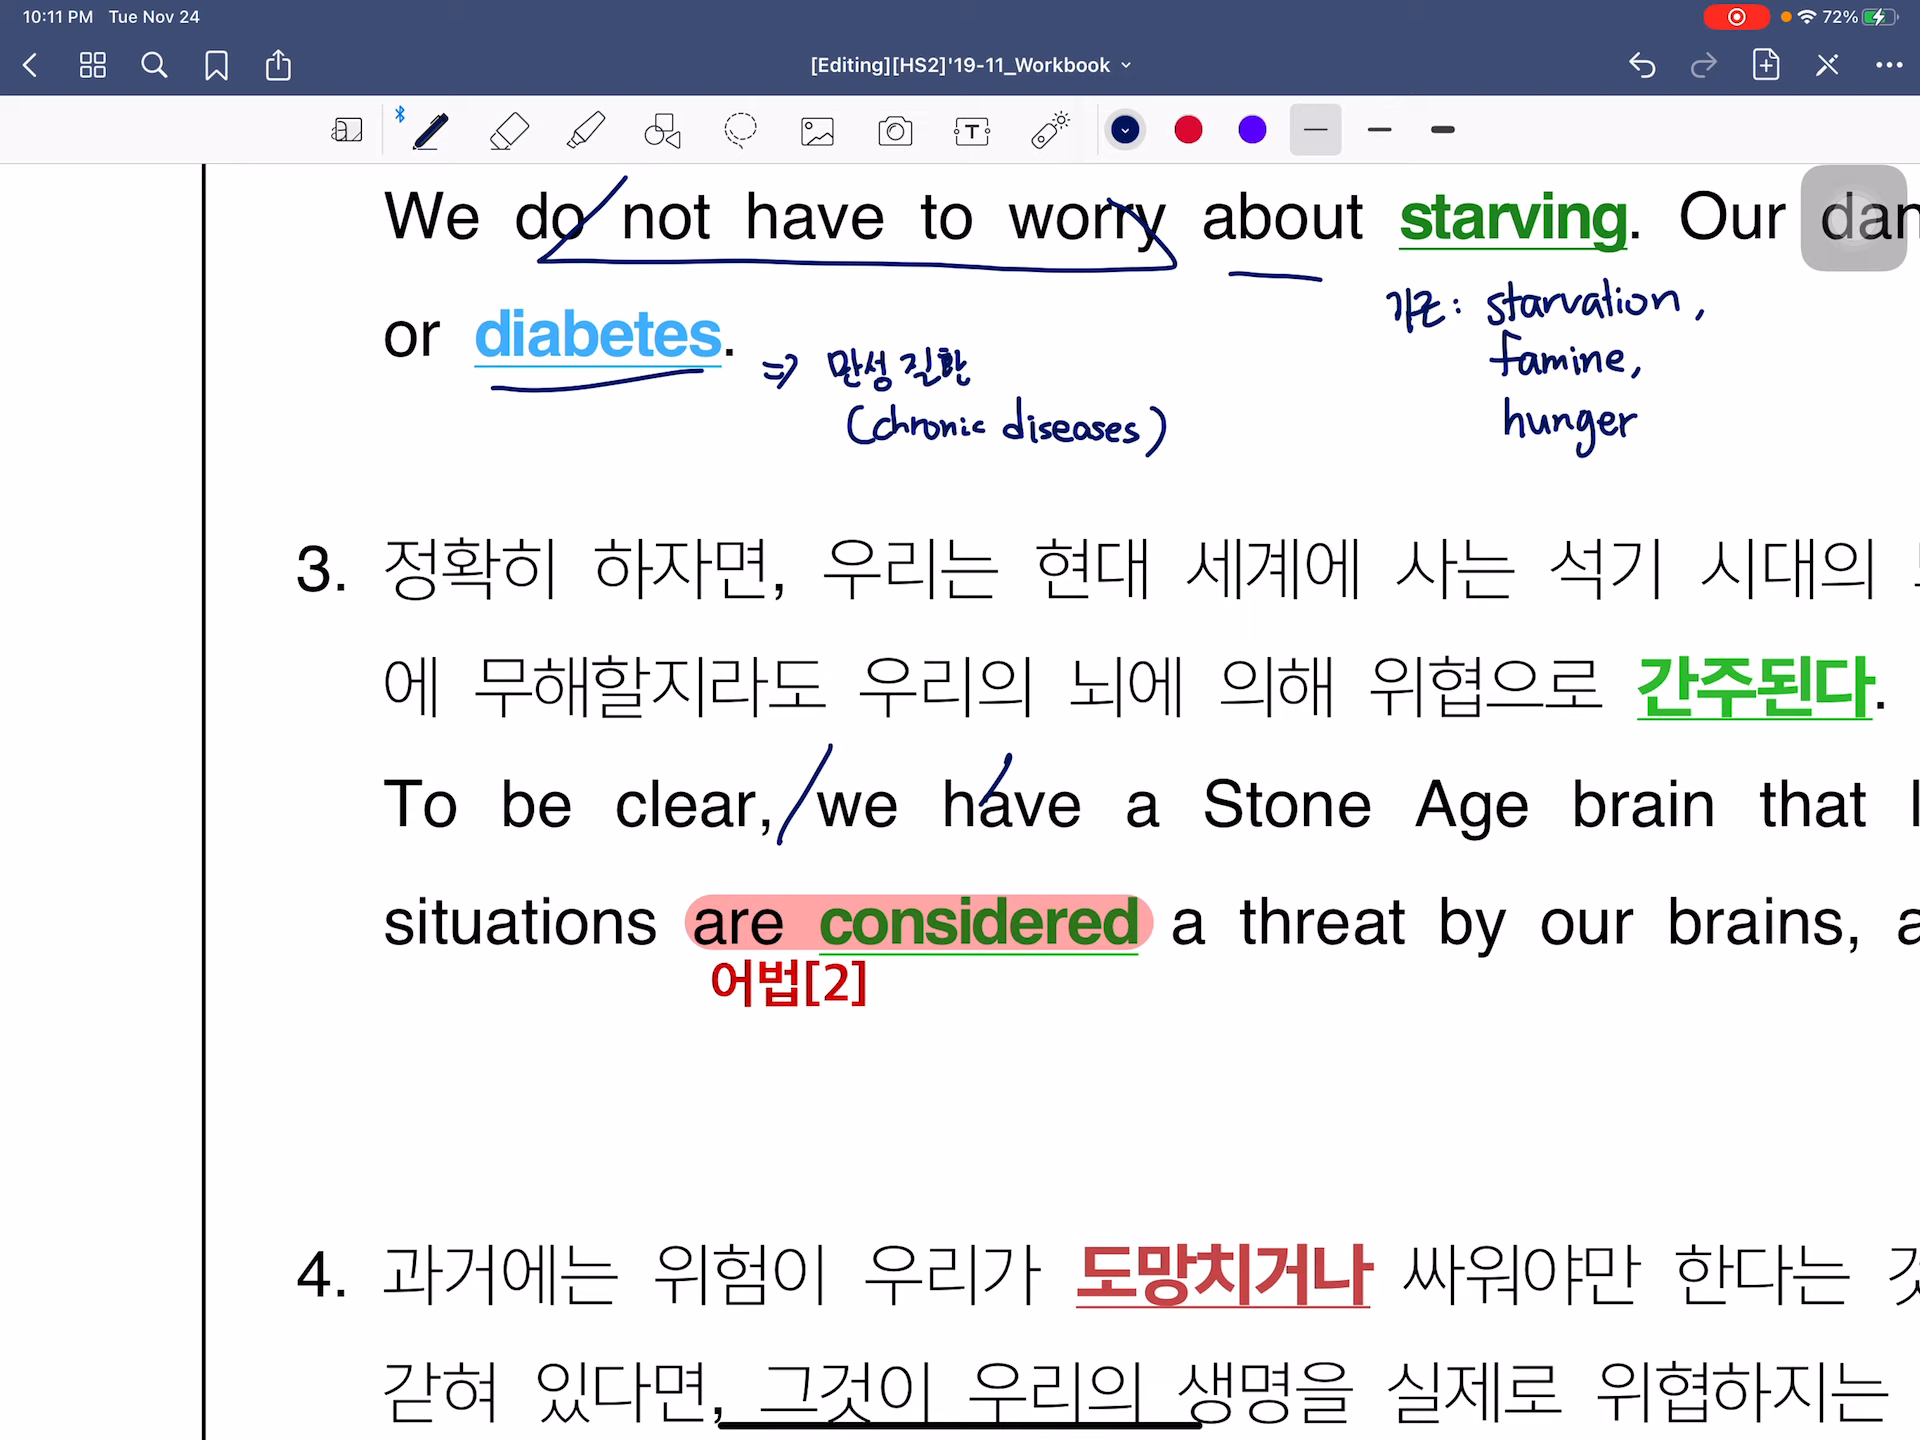 10:11 PM Tue Nov 24
72%
[Editing][HS2]'19-11_Workbook
We do not have to worry about starving. Our dan
기근: starvation,
famine,
hunger
or diabetes.
=> 만성 질환
(chronic diseases)
3. 정확히 하자면, 우리는 현대 세계에 사는 석기 시대의
에 무해할지라도 우리의 뇌에 의해 위협으로 간주된다.
To be clear, we have a Stone Age brain that l
situations are considered a threat by our brains, a
어법[2]
4. 과거에는 위험이 우리가 도망치거나 싸워야만 한다는
갇혀 있다면, 그것이 우리의 생명을 실제로 위협하지는